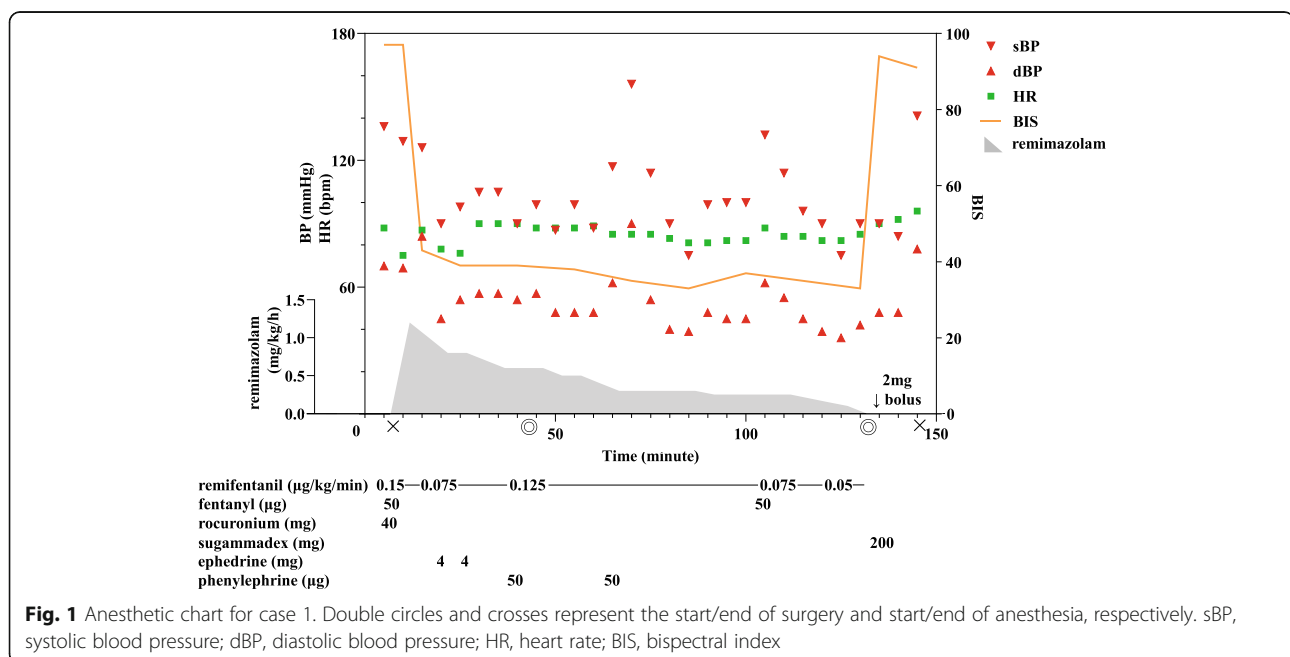 180
120
60
BP (mmHg)
HR (bpm)
1.5
1.0
0.5
0.0
remimazolam
(mg/kg/h)
100
80
60
40
20
0
BIS
sBP
dBP
HR
BIS
remimazolam
2mg
↓ bolus
0 × ◎ 50 100 ◎ × 150
Time (minute)
remifentanil (μg/kg/min) 0.15 0.075 0.125 0.075 0.05
fentanyl (μg) 50 50
rocuronium (mg) 40
sugammadex (mg) 200
ephedrine (mg) 4 4
phenylephrine (μg) 50 50
Fig. 1 Anesthetic chart for case 1. Double circles and crosses represent the start/end of surgery and start/end of anesthesia, respectively. sBP,
systolic blood pressure; dBP, diastolic blood pressure; HR, heart rate; BIS, bispectral index